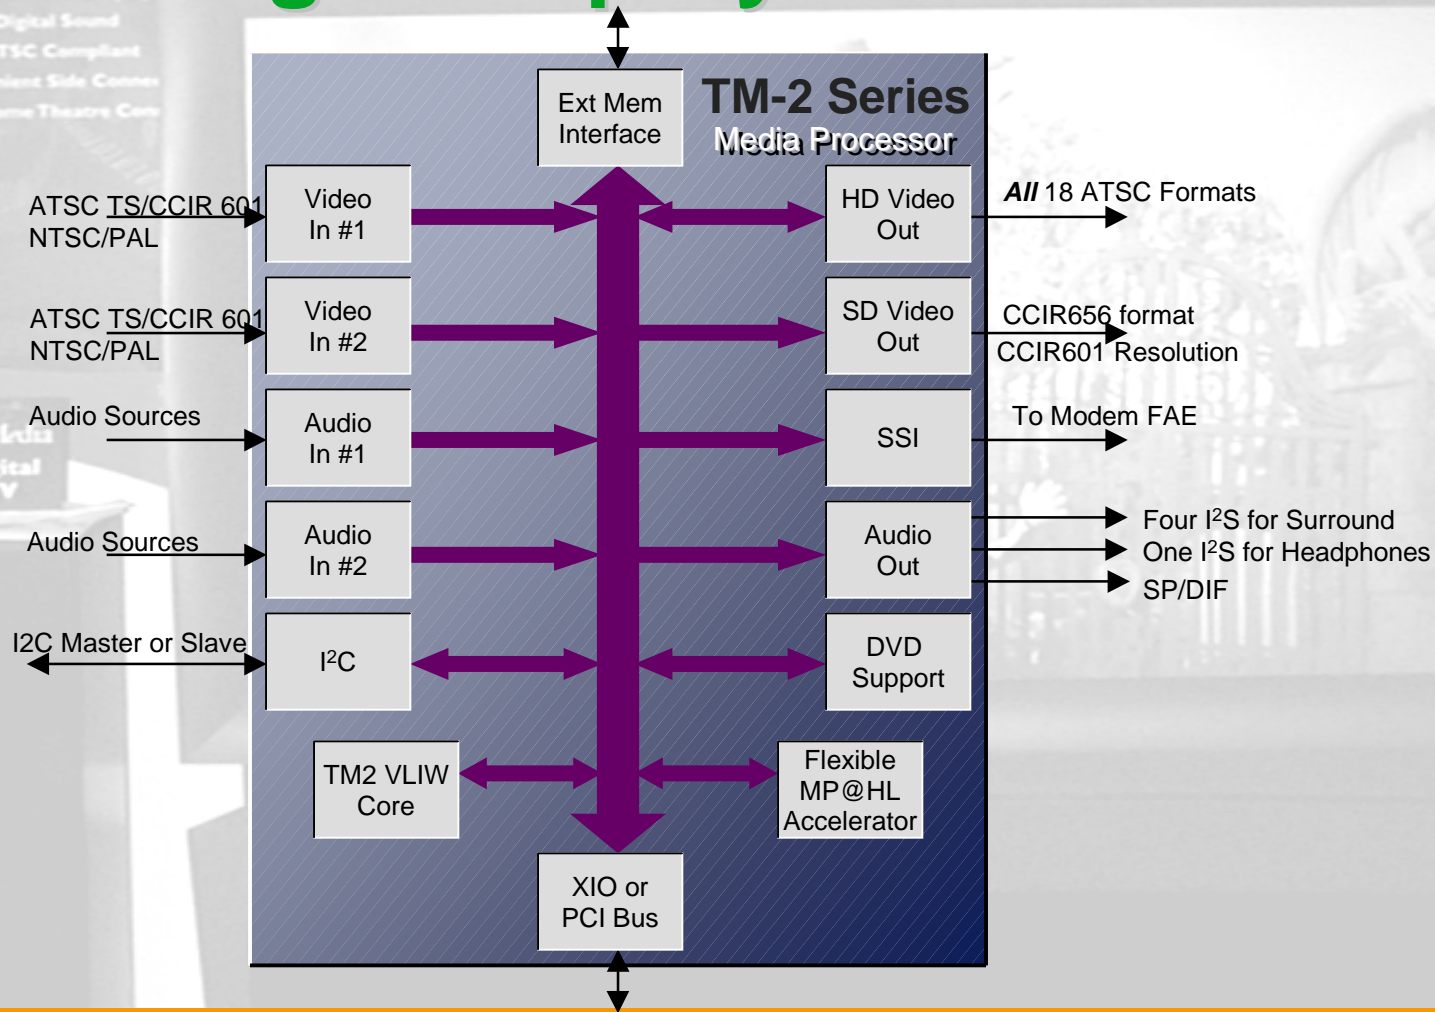 Digital Sound
TSC Compliant
TM-2 Series
Media Processor
Ext Mem
Interface
ATSC TS/CCIR 601
NTSC/PAL
Video
In #1
HD Video
Out
All 18 ATSC Formats
ATSC TS/CCIR 601
NTSC/PAL
Video
In #2
SD Video
Out
CCIR656 format
CCIR601 Resolution
Audio Sources
Audio
In #1
SSI
To Modem FAE
Audio Sources
Audio
In #2
Audio
Out
Four I²S for Surround
One I²S for Headphones
SP/DIF
I2C Master or Slave
I²C
DVD
Support
TM2 VLIW
Core
Flexible
MP@HL
Accelerator
XIO or
PCI Bus